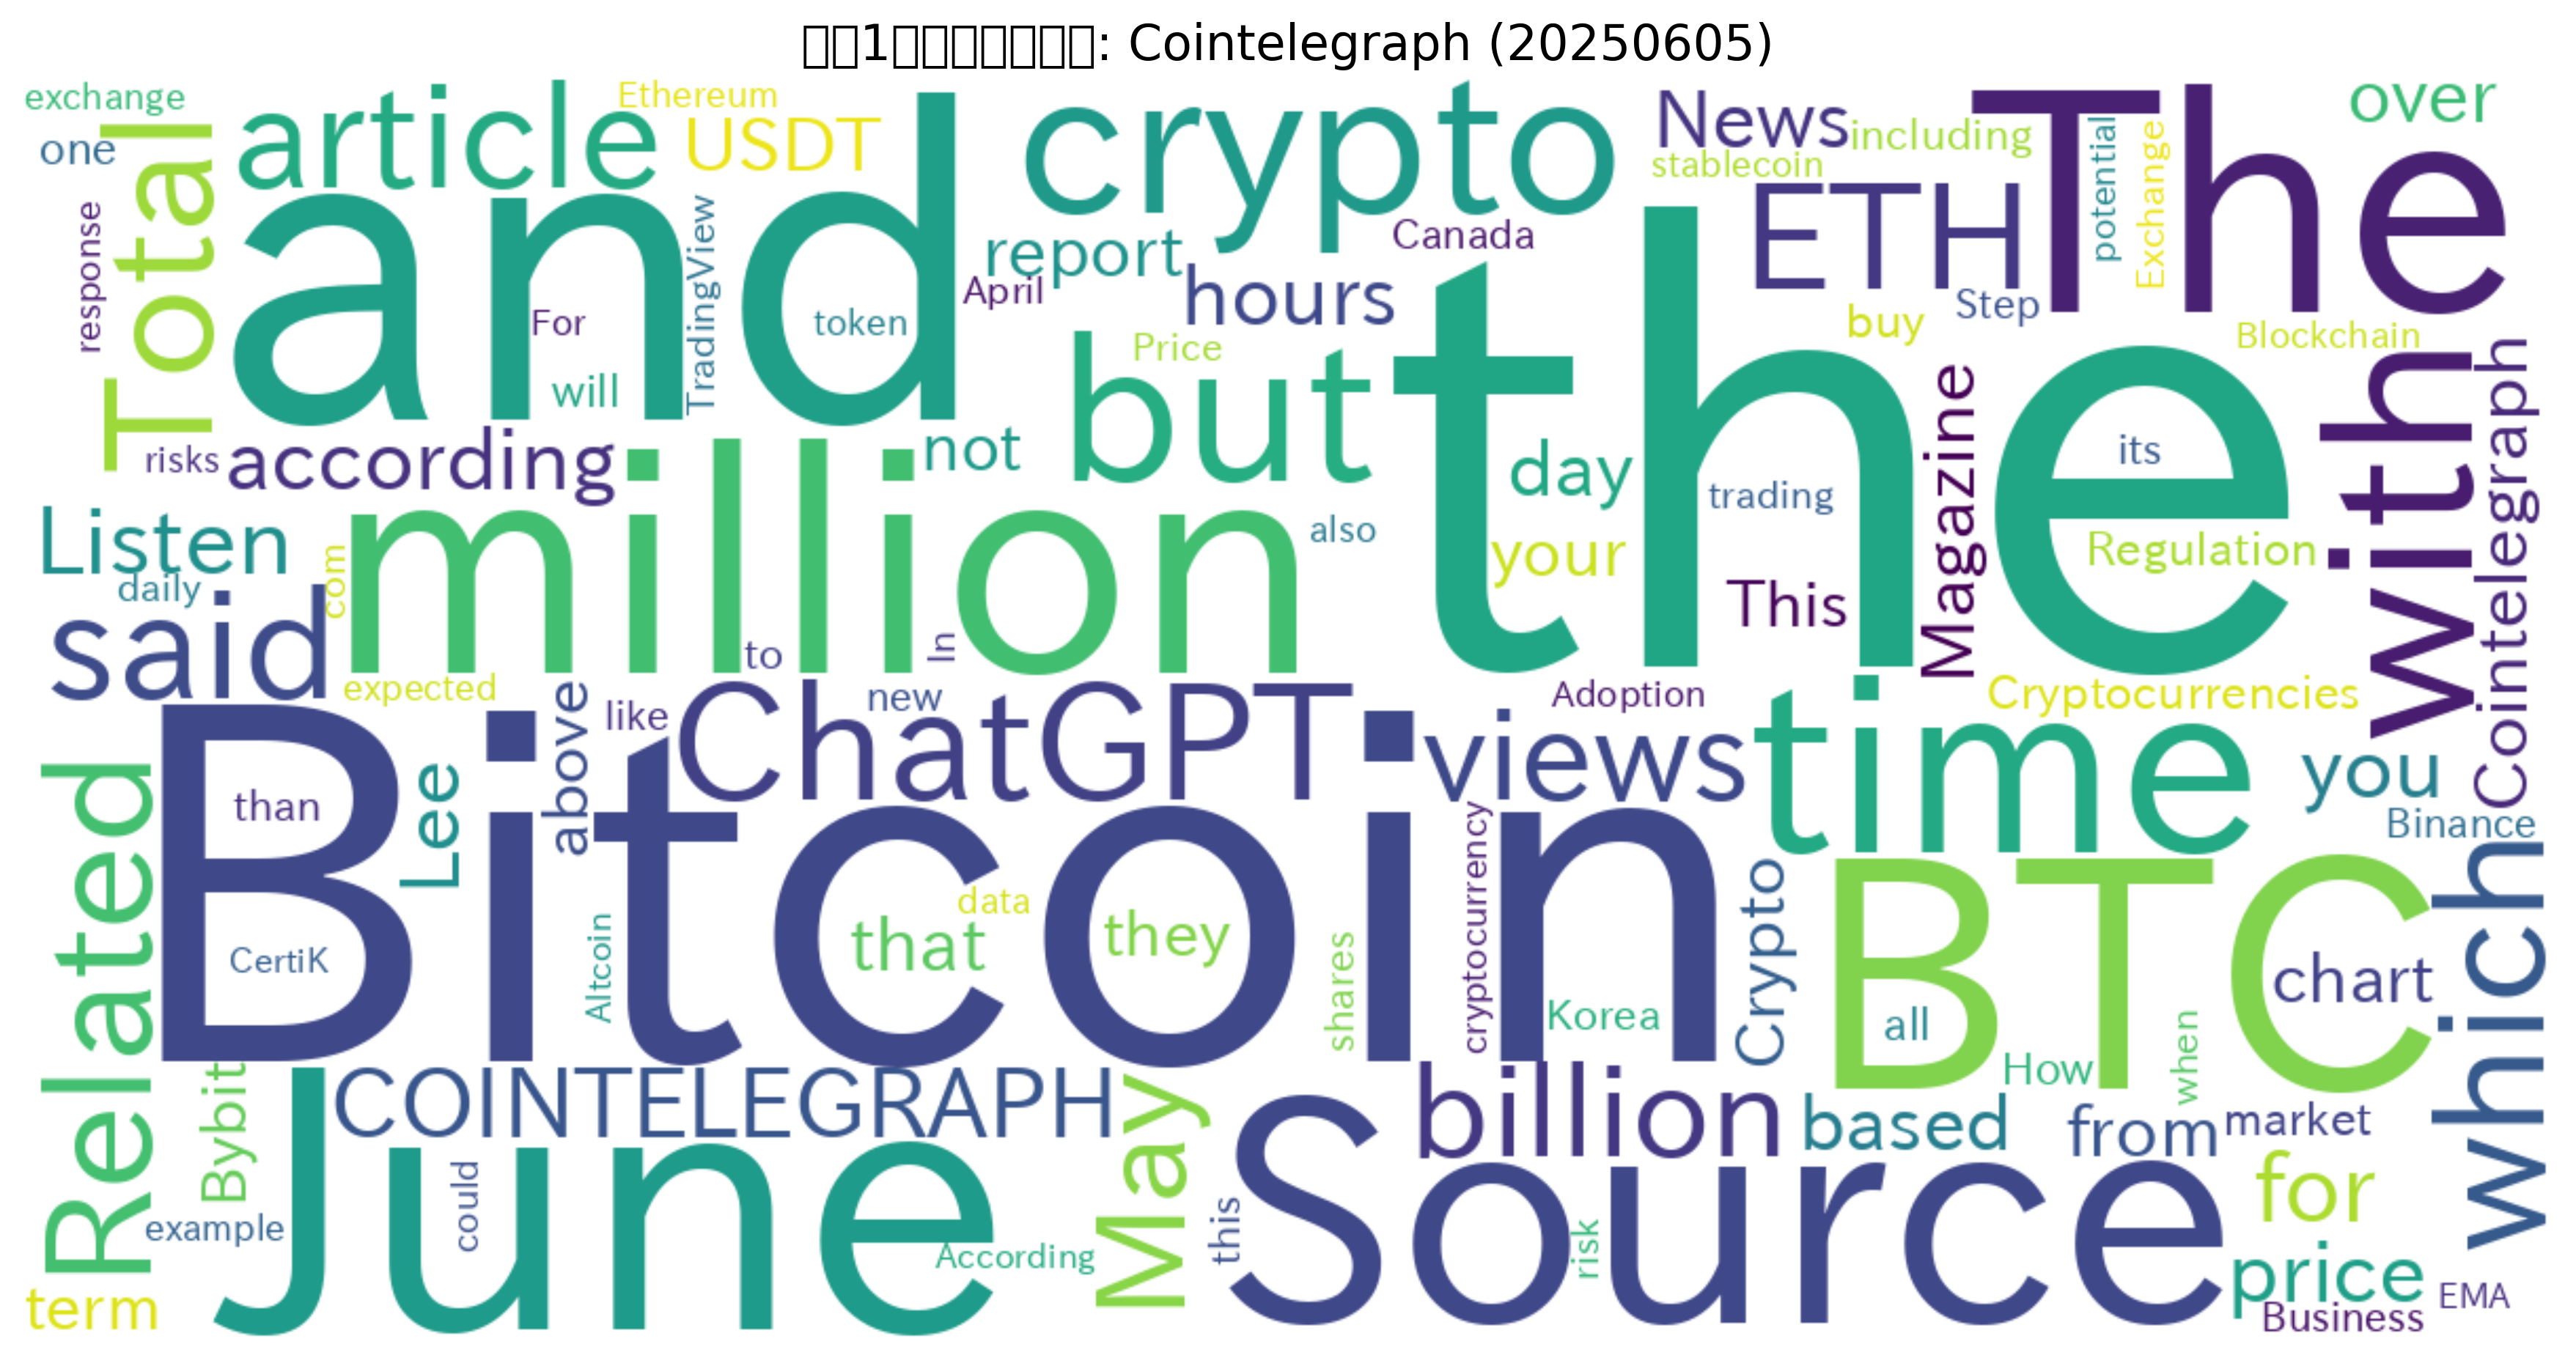 1: Cointelegraph (20250605)
exchange
one
Total
article
Ethereum
USDT
crypto
News
including
stablecoin
The
potential
Exchange
over
response
and
For
will
TradingView
token
report
April
hours
Canada
ETH
Step
buy
Blockchain
Price
but
the
with
Cointelegraph
risks
according
not
day
trading
Magazine
its
Listen
daily
com
million
also
your
This
Regulation
said
expected
to
In
like
ChatGPT
new
Adoption
Cryptocurrencies
above
views
time
you
Binance
Related
Bitcoin
than
Lee
CertiK
Altcoin
that
data
they
shares
cryptocurrency
Korea
Crypto
BTC
all
How
when
chart
which
Bybit
COINTELEGRAPH
June
could
example
According
May
this
Source
risk
billion
based
from
market
for
price
EMA
Business
term